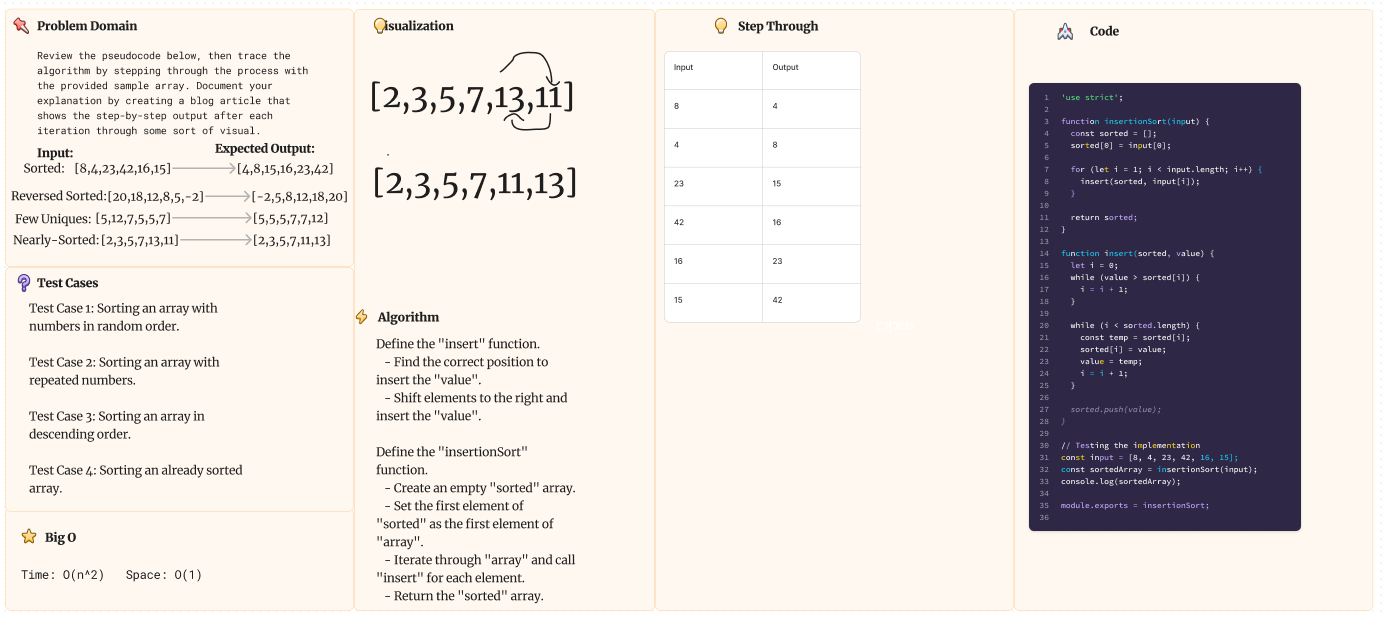 Problem Domain
Review the pseudocode below, then trace the
algorithm by stepping through the process with
the provided sample array. Document your
explanation by creating a blog article that
shows the step-by-step output after each
iteration through some sort of visual.
Input:
Expected Output:
Sorted: [8,4,23,42,16,15] [4,8,15,16,23,42]
Reversed Sorted:[20,18,12,8,5,-2] [-2,5,8,12,18,20]
Few Uniques: [5,12,7,5,5,7] [5,5,5,7,7,12]
Nearly-Sorted:[2,3,5,7,13,11] [2,3,5,7,11,13]
Test Cases
Test Case 1: Sorting an array with
numbers in random order.
Test Case 2: Sorting an array with
repeated numbers.
Test Case 3: Sorting an array in
descending order.
Test Case 4: Sorting an already sorted
array.
Big O
Time: O(n^2) Space: O(1)
isualization
[2,3,5,7,13,11]
[2,3,5,7,11,13]
Algorithm
Define the "insert" function.
- Find the correct position to
insert the "value".
- Shift elements to the right and
insert the "value".
Define the "insertionSort"
function.
- Create an empty "sorted" array.
- Set the first element of
"sorted" as the first element of
"array".
- Iterate through "array" and call
"insert" for each element.
- Return the "sorted" array.
Step Through
Input Output
8 4
4 8
23 15
42 16
16 23
15 42
Code
1 'use strict';
2
3 function insertionSort(input) {
4 const sorted = [];
5 sorted[0] = input[0];
6
7 for (let i = 1; i < input.length; i++) {
8 insert(sorted, input[i]);
9 }
10
11 return sorted;
12 }
13
14 function insert(sorted, value) {
15 let i = 0;
16 while (value > sorted[i]) {
17 i = i + 1;
18 }
19
20 while (i < sorted.length) {
21 const temp = sorted[i];
22 sorted[i] = value;
23 value = temp;
24 i = i + 1;
25 }
26
27 sorted.push(value);
28 }
29
30 // Testing the implementation
31 const input = [8, 4, 23, 42, 16, 15];
32 const sortedArray = insertionSort(input);
33 console.log(sortedArray);
34
35 module.exports = insertionSort;
36